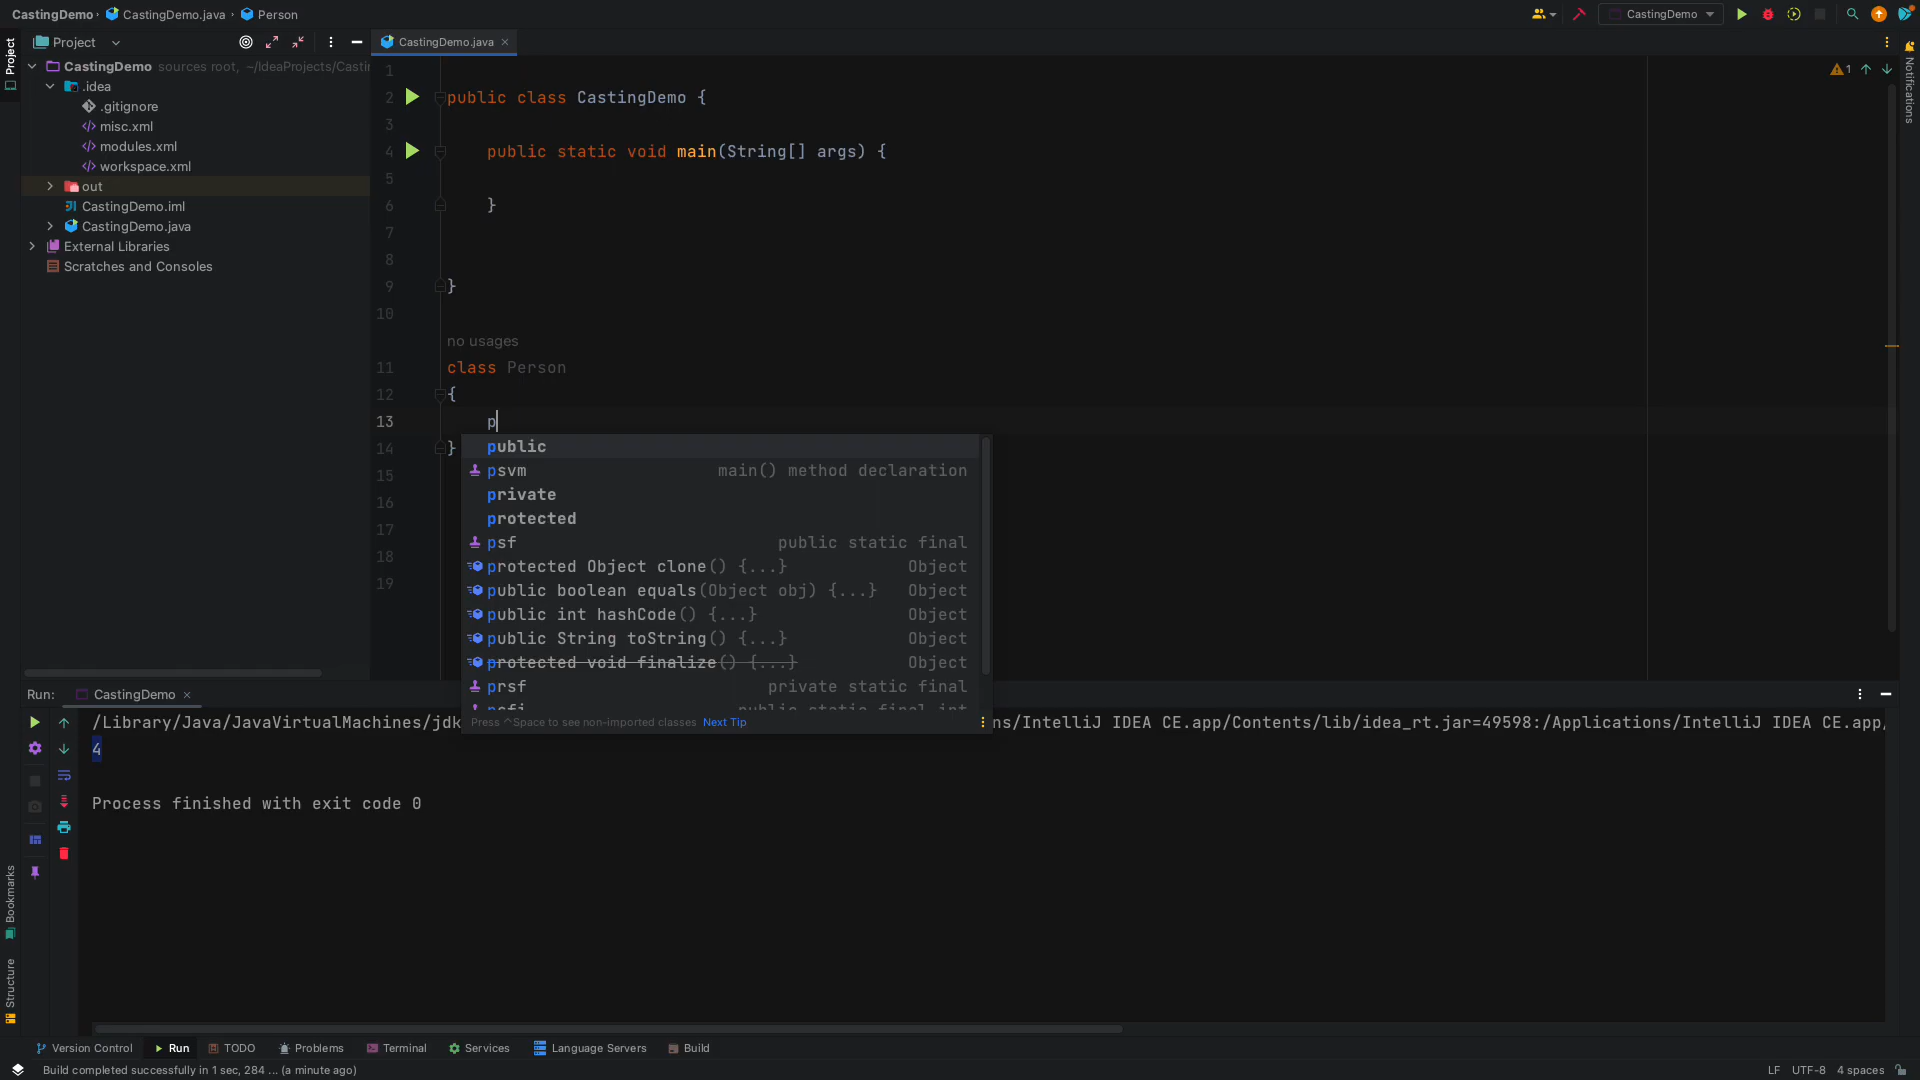 CastingDemo › CastingDemo.java › Person
CastingDemo
Project
CastingDemo.java
Project
Notifications
CastingDemo sources root, ~/IdeaProjects/Casti
.idea
.gitignore
misc.xml
modules.xml
workspace.xml
out
CastingDemo.iml
CastingDemo.java
External Libraries
Scratches and Consoles
1
1
2 public class CastingDemo {
3
4 public static void main(String[] args) {
5
6 }
7
8
9 }
10
no usages
11 class Person
12 {
13 p
14 }
15
16
17
18
19
public
psvm main() method declaration
private
protected
psf public static final
protected Object clone() {...} Object
public boolean equals(Object obj) {...} Object
public int hashCode() {...} Object
public String toString() {...} Object
protected void finalize() {...} Object
prsf private static final
psfi public static final int
Press ^Space to see non-imported classes Next Tip
Run: CastingDemo
/Library/Java/JavaVirtualMachines/jdk
ns/IntelliJ IDEA CE.app/Contents/lib/idea_rt.jar=49598:/Applications/IntelliJ IDEA CE.app/
4
Process finished with exit code 0
Bookmarks
Structure
Version Control Run TODO Problems Terminal Services Language Servers Build
Build completed successfully in 1 sec, 284 ... (a minute ago)
LF UTF-8 4 spaces